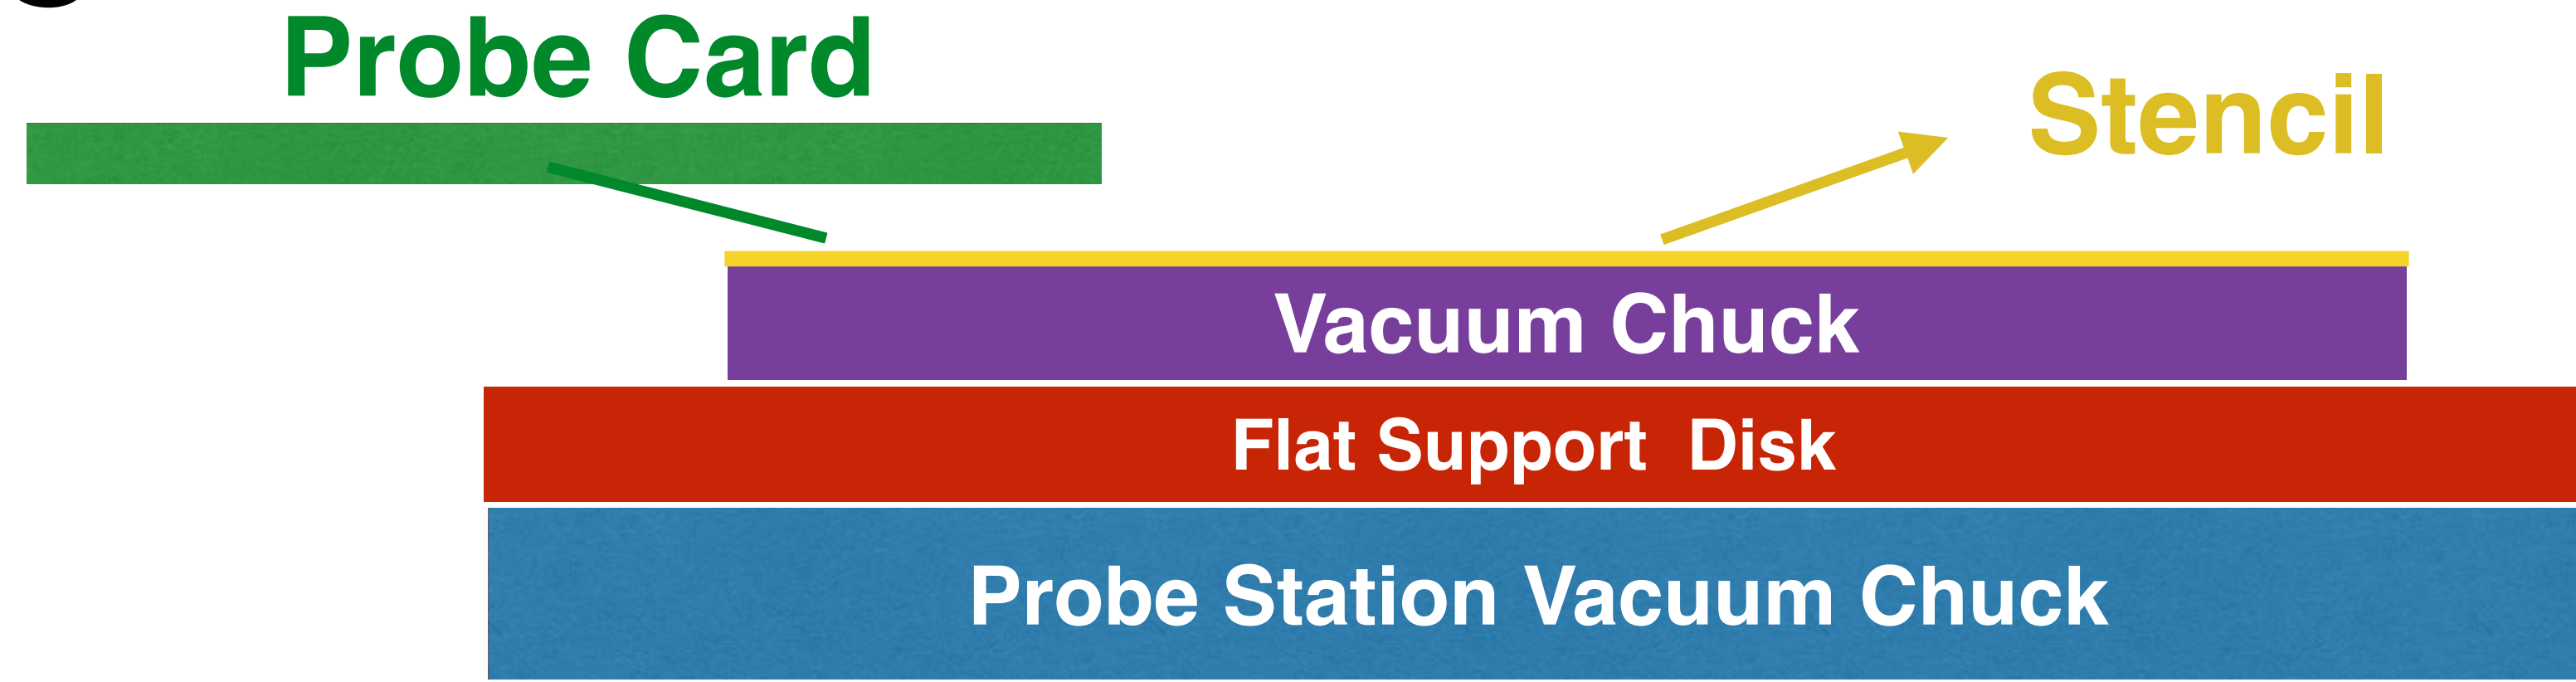 Probe Card
Stencil
Vacuum Chuck
Flat Support  Disk
Probe Station Vacuum Chuck